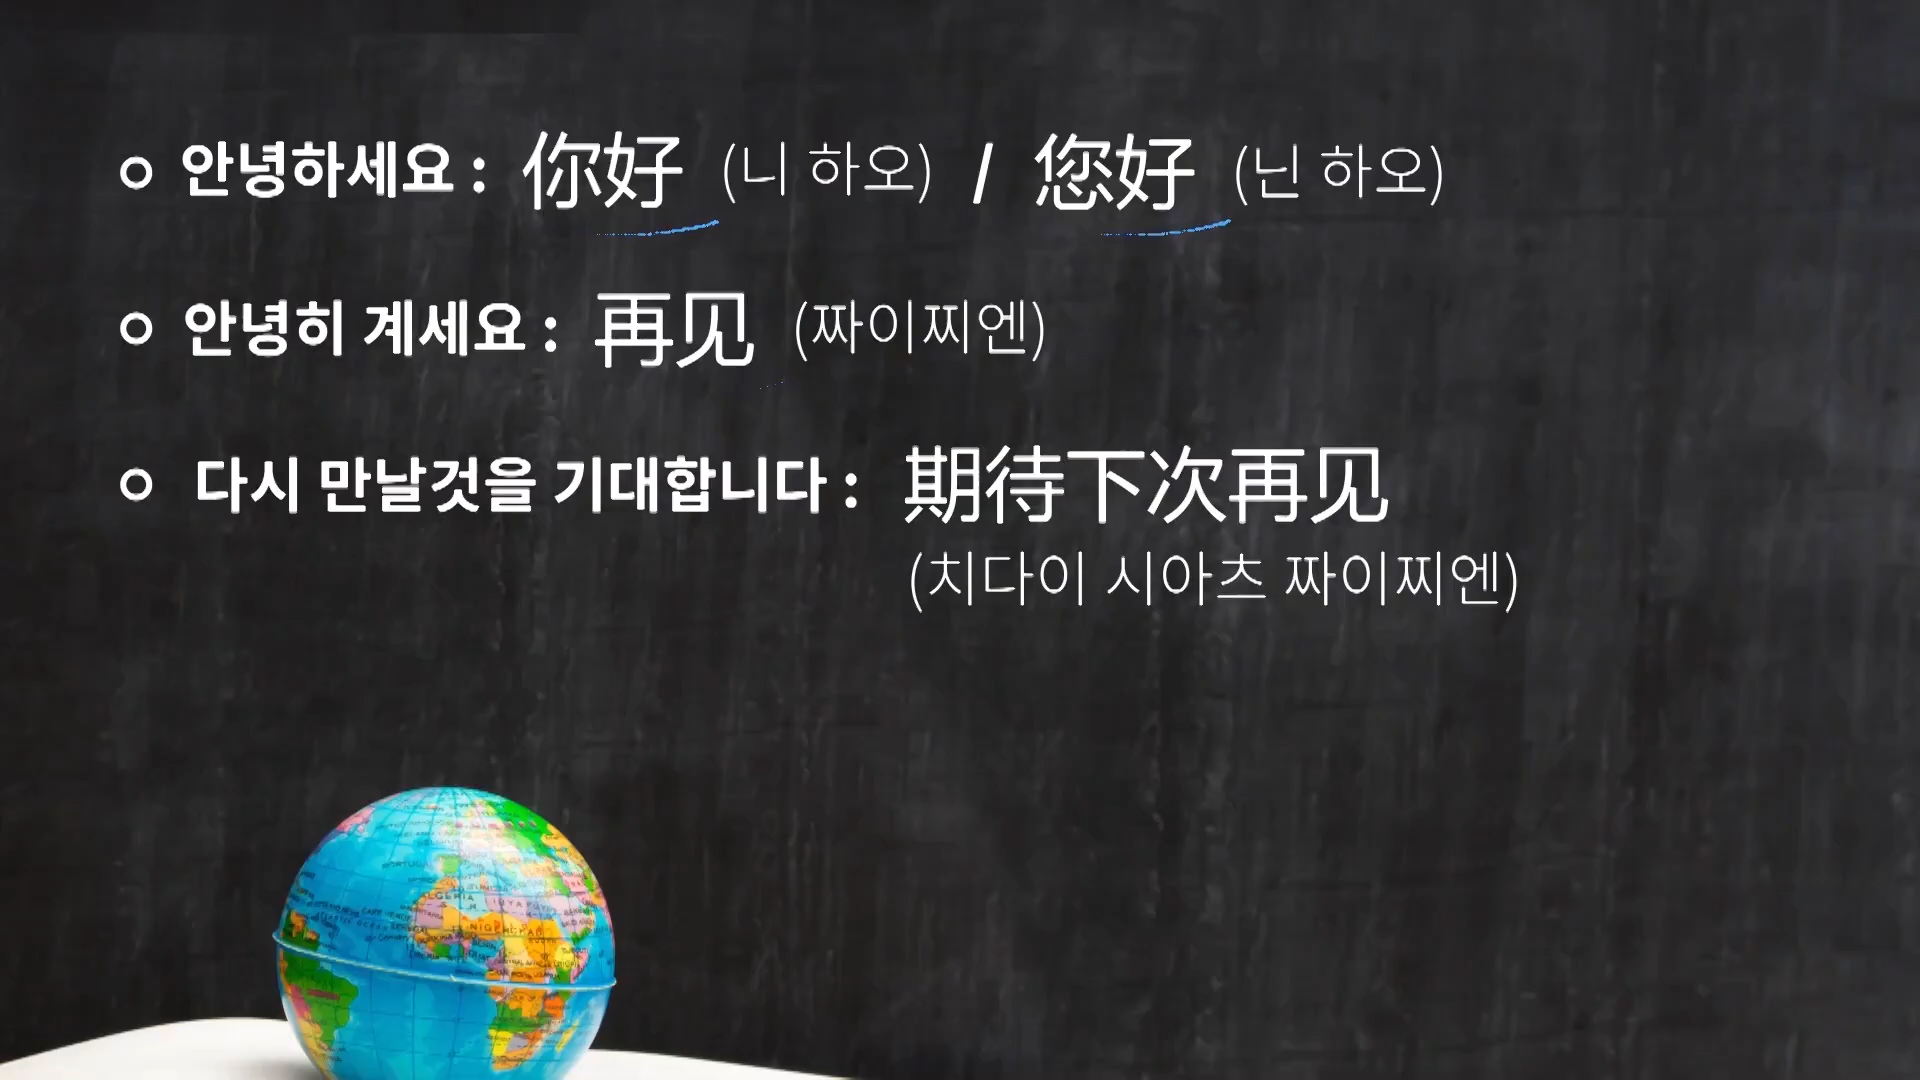 안녕하세요 : 你好 (니 하오) / 您好 (닌 하오)
안녕히 계세요 : 再见 (짜이찌엔)
다시 만날것을 기대합니다 : 期待下次再见
(치다이 시아츠 짜이찌엔)